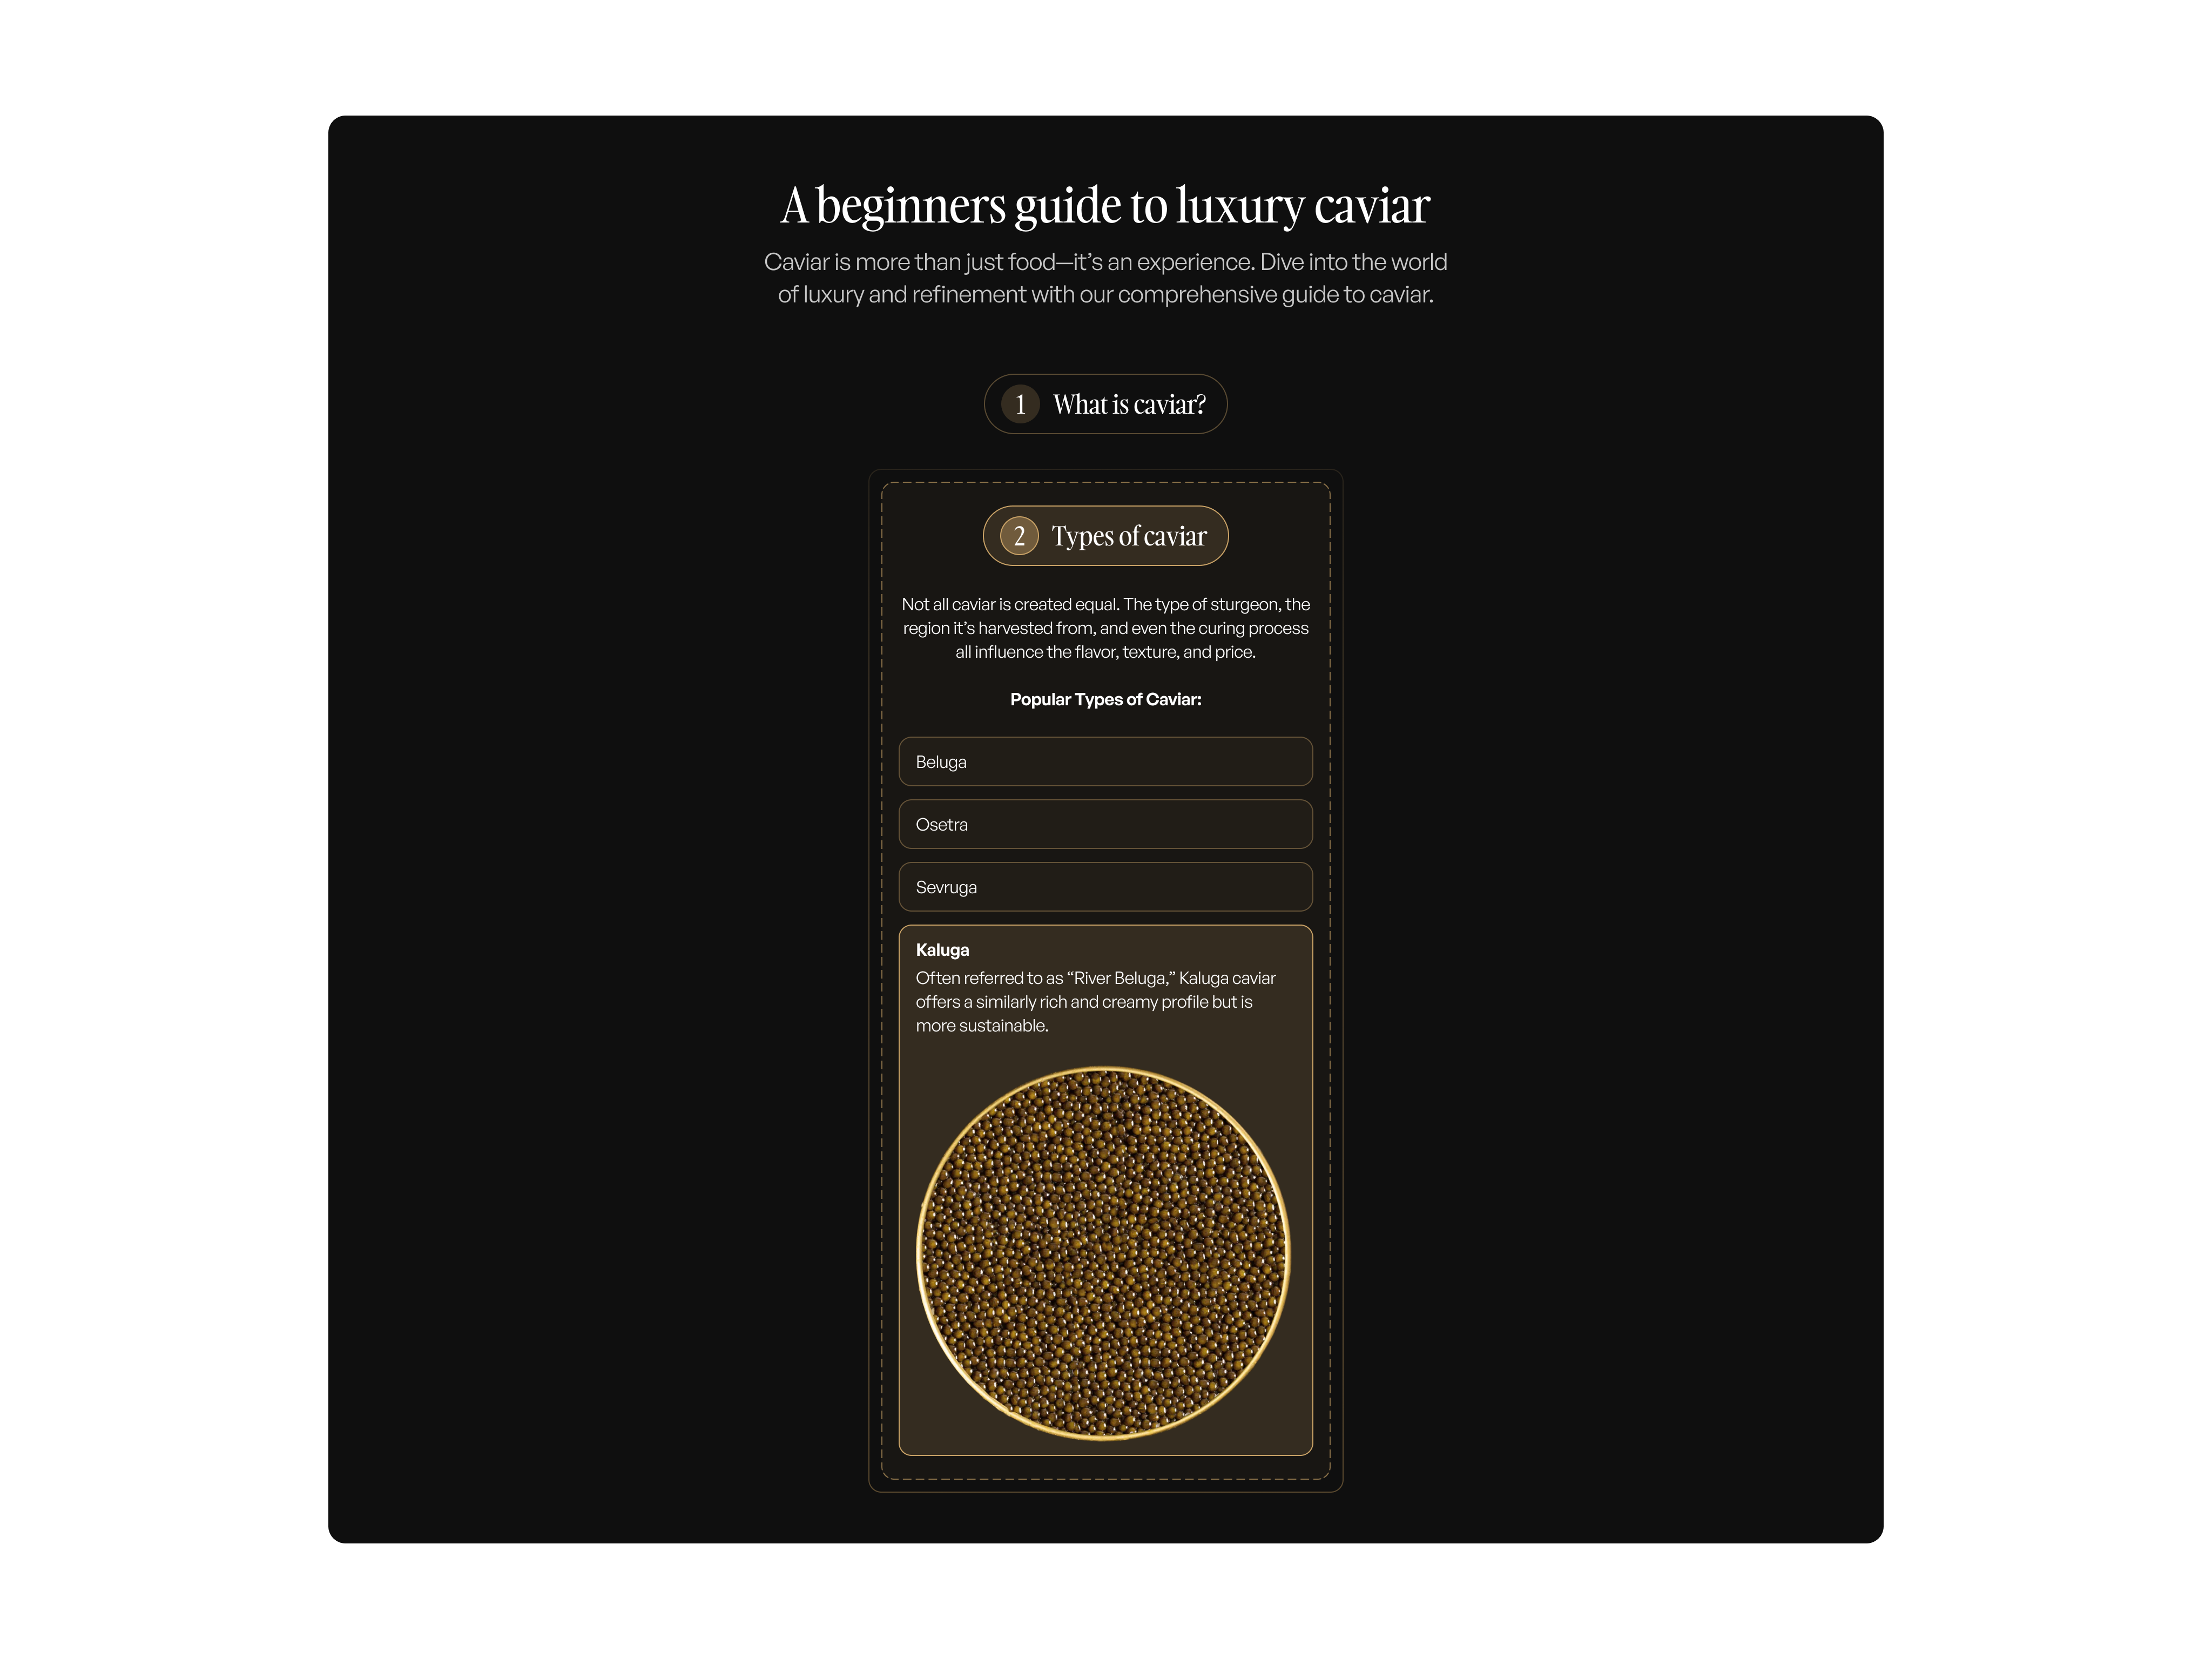 A beginners guide to luxury caviar
Caviar is more than just food—it’s an experience. Dive into the world
of luxury and refinement with our comprehensive guide to caviar.
1 What is caviar?
2 Types of caviar
Not all caviar is created equal. The type of sturgeon, the
region it’s harvested from, and even the curing process
all influence the flavor, texture, and price.
Popular Types of Caviar:
Beluga
Osetra
Sevruga
Kaluga
Often referred to as “River Beluga,” Kaluga caviar
offers a similarly rich and creamy profile but is
more sustainable.